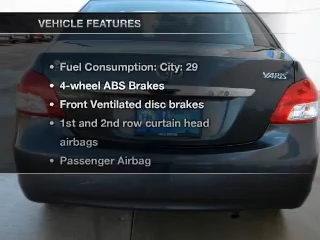 VEHICLE FEATURES
• Fuel Consumption: City: 29
• 4-wheel ABS Brakes
• Front Ventilated disc brakes
• 1st and 2nd row curtain head
airbags
• Passenger Airbag
YARIS